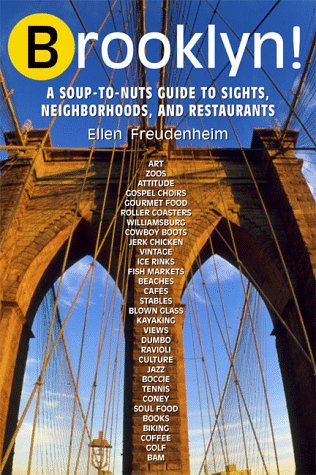 Brooklyn!
A SOUP-TO-NUTS GUIDE TO SIGHTS,
NEIGHBORHOODS, AND RESTAURANTS
Ellen Freudenheim
ART
ZOOS
ATTITUDE
GOSPEL CHOIRS
GOURMET FOOD
ROLLER COASTERS
WILLIAMSBURG
COWBOY BOOTS
JERK CHICKEN
VINTAGE
ICE RINKS
FISH MARKETS
BEACHES
CAFÉS
STABLES
BLOWN GLASS
KAYAKING
VIEWS
DUMBO
RAVIOLI
CULTURE
JAZZ
BOCCIE
TENNIS
CONEY
SOUL FOOD
BOOKS
BIKING
COFFEE
GOLF
BAM